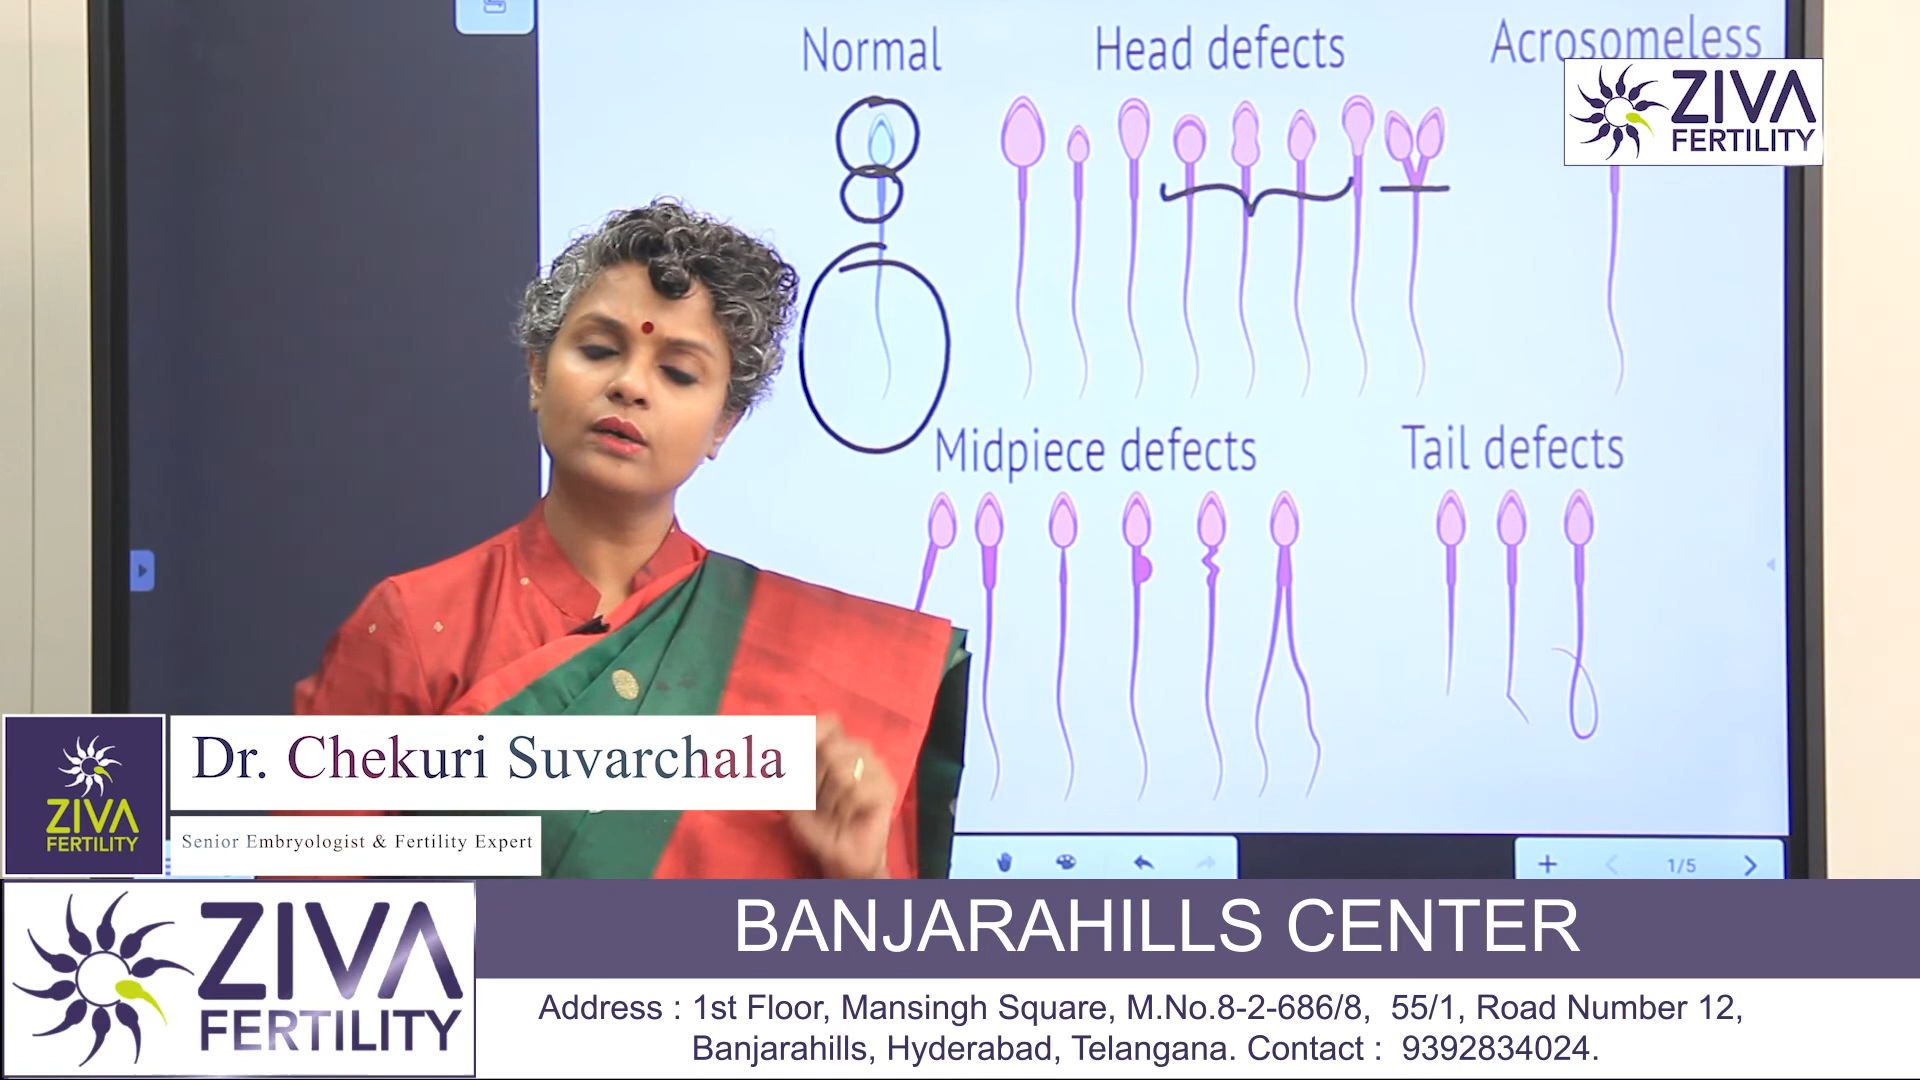 Normal
Head defects
Acrosomeless
ZIVA
FERTILITY
Midpiece defects
Tail defects
Dr. Chekuri Suvarchala
ZIVA
FERTILITY
Senior Embryologist & Fertility Expert
1/5
ZIVA
FERTILITY
BANJARAHILLS CENTER
Address : 1st Floor, Mansingh Square, M.No.8-2-686/8, 55/1, Road Number 12,
Banjarahills, Hyderabad, Telangana. Contact : 9392834024.